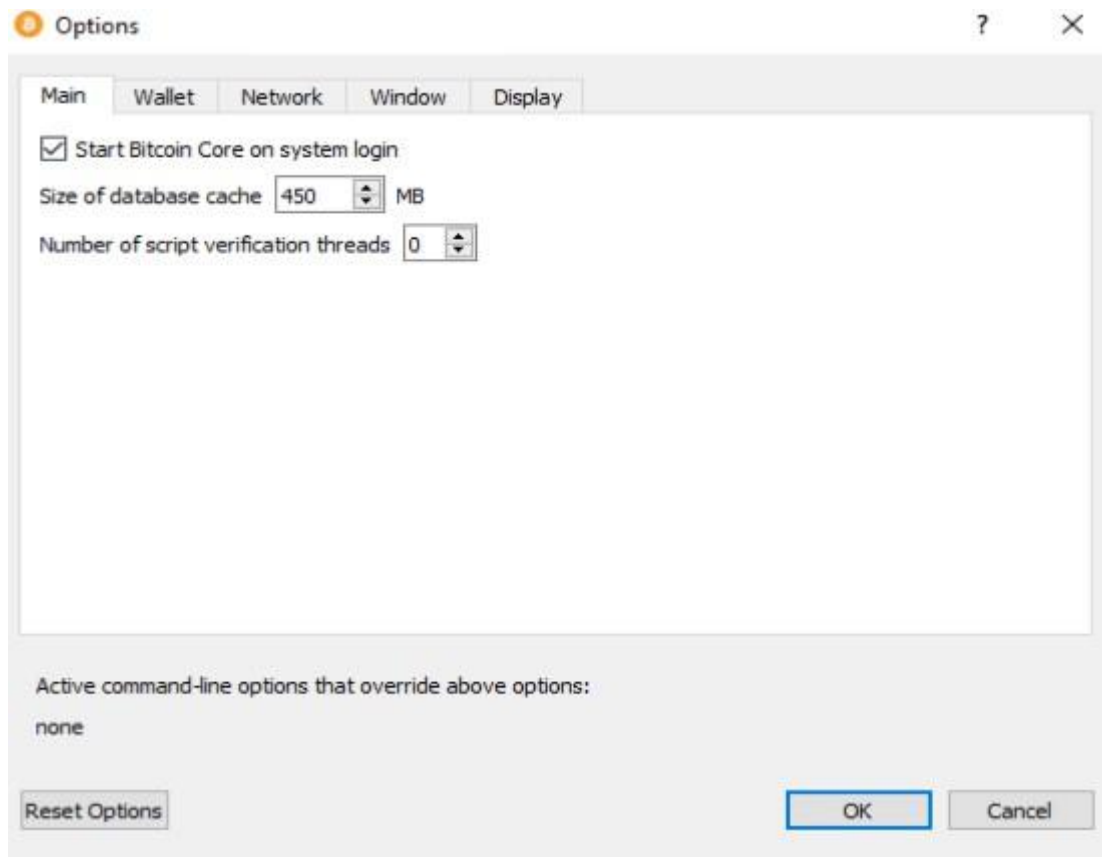 Options ? ×
Main Wallet Network Window Display
Start Bitcoin Core on system login
Size of database cache 450 MB
Number of script verification threads 0
Active command-line options that override above options:
none
Reset Options OK Cancel